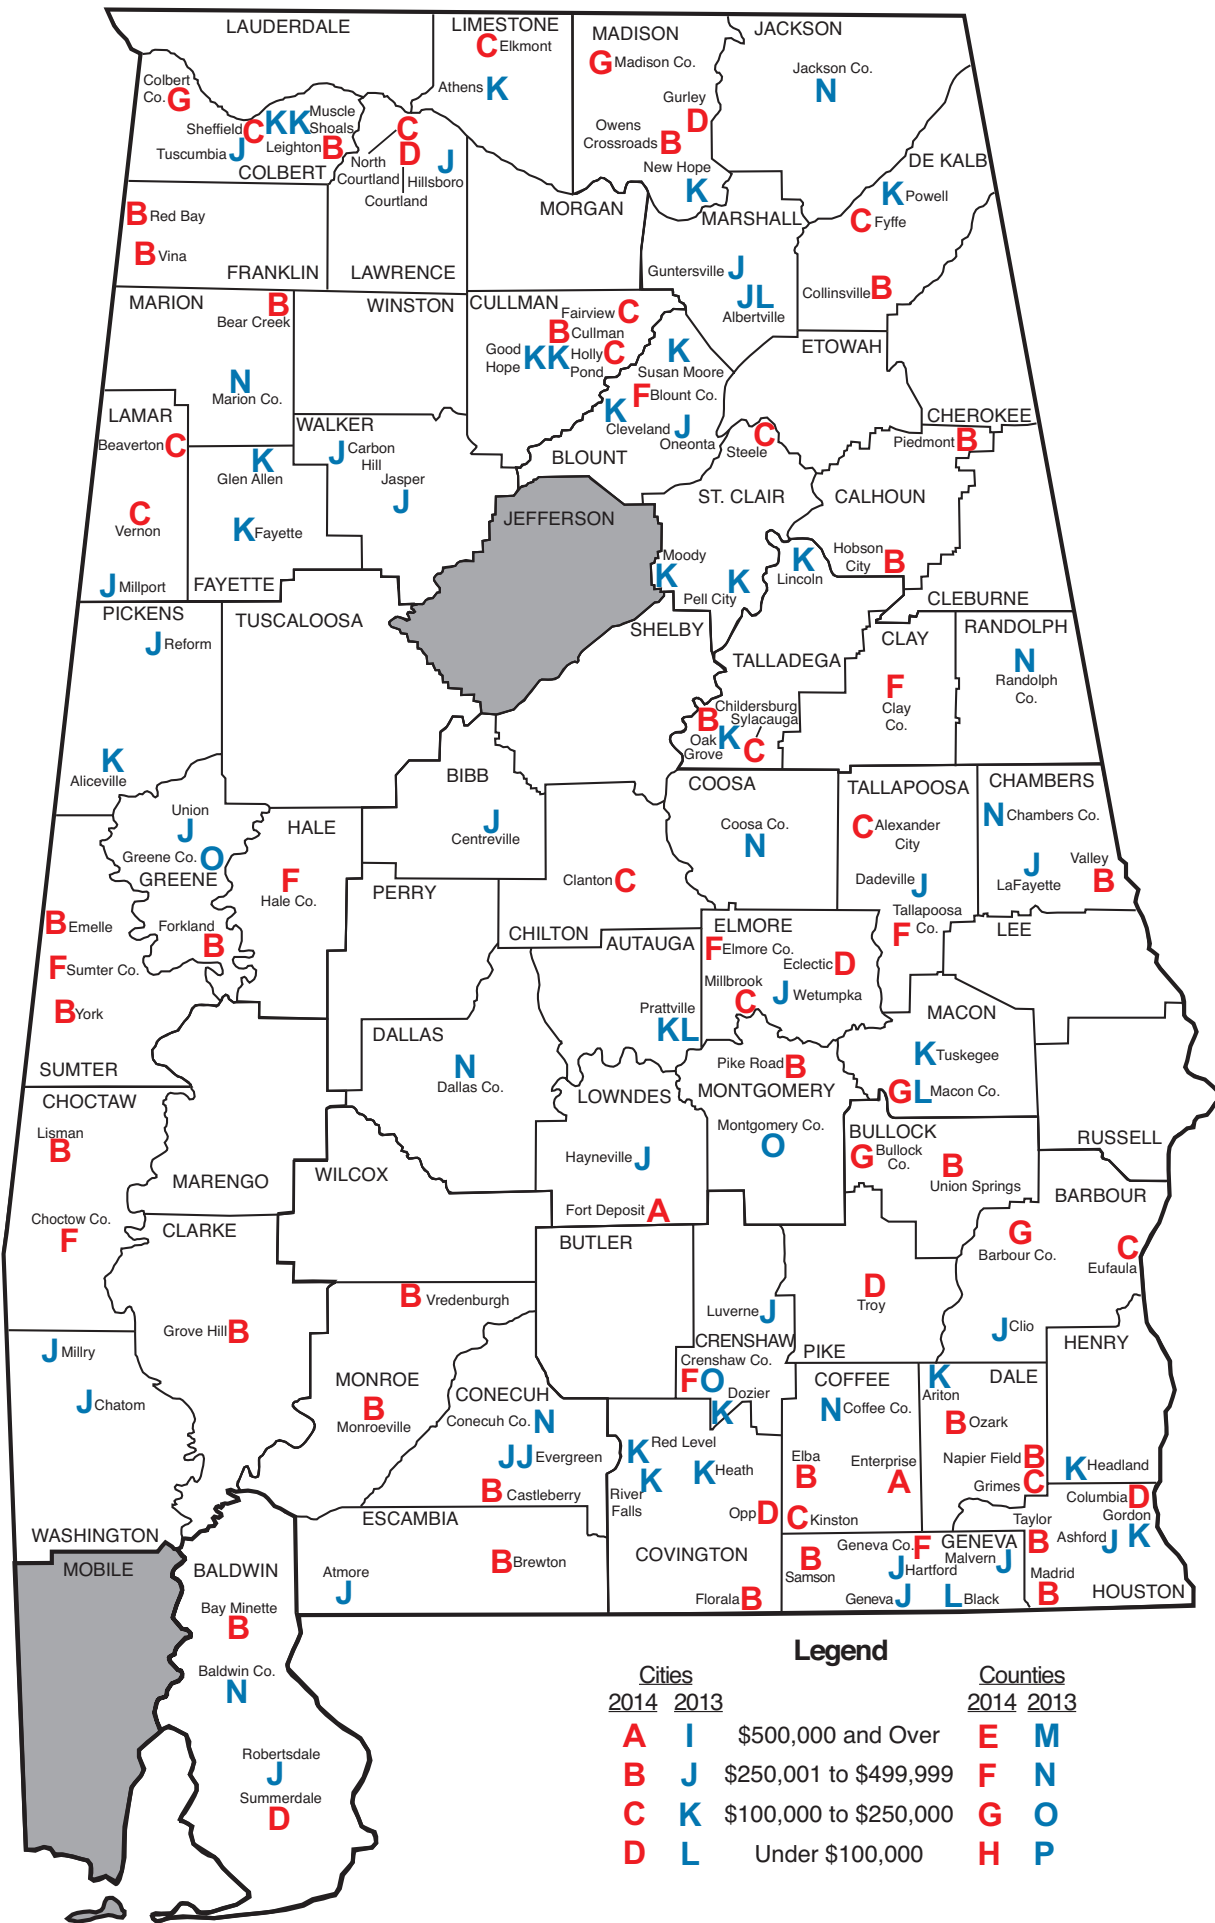 LAUDERDALE
LIMESTONE
C Elkmont
Athens K
MADISON
G Madison Co.
JACKSON
Jackson Co.
N
Colbert
Co. G
Gurley
D
Owens
Crossroads B
New Hope
K
Sheffield C K K Muscle
Shoals
Tuscumbia J
Leighton B
COLBERT
C
D
North
Courtland
Courtland
J
Hillsboro
MORGAN
DE KALB
K Powell
C Fyffe
MARSHALL
B Red Bay
B Vina
FRANKLIN
LAWRENCE
Guntersville J
J L
Albertville
Collinsville B
MARION
B
Bear Creek
WINSTON
CULLMAN
Fairview C
B Cullman
Good
Hope K K Holly
Pond C
K
Susan Moore
ETOWAH
N
Marion Co.
F Blount Co.
K
Cleveland J
Oneonta
BLOUNT
LAMAR
Beaverton C
WALKER
J Carbon
Hill
Jasper
J
CHEROKEE
Piedmont B
C
Steele
K
Glen Allen
ST. CLAIR
CALHOUN
C
Vernon
K Fayette
JEFFERSON
Moody
K
K
Pell City
K
Lincoln
Hobson
City B
J Millport
FAYETTE
PICKENS
J Reform
TUSCALOOSA
SHELBY
CLEBURNE
TALLADEGA
CLAY
F
Clay
Co.
RANDOLPH
N
Randolph
Co.
Childersburg
B Sylacauga
Oak
Grove K C
K
Aliceville
BIBB
J
Centreville
COOSA
Coosa Co.
N
TALLAPOOSA
C Alexander
City
CHAMBERS
N Chambers Co.
Union
J
Greene Co. O
GREENE
HALE
F
Hale Co.
PERRY
Clanton C
Dadeville J
J
LaFayette
Valley
B
Tallapoosa
F Co.
B Emelle
Forkland
B
CHILTON
AUTAUGA
ELMORE
F Elmore Co.
Eclectic D
LEE
F Sumter Co.
Millbrook
C
J Wetumpka
B York
Prattville
K L
DALLAS
N
Dallas Co.
MACON
K Tuskegee
G L Macon Co.
SUMTER
Pike Road B
MONTGOMERY
Montgomery Co.
O
CHOCTAW
Lisman
B
LOWNDES
Hayneville J
BULLOCK
G Bullock
Co.
B
Union Springs
RUSSELL
MARENGO
WILCOX
Fort Deposit A
BARBOUR
Choctow Co.
F
CLARKE
BUTLER
G
Barbour Co.
C
Eufaula
B Vredenburgh
D
Troy
Luverne J
J Clio
Grove Hill B
J Millry
CRENSHAW
Crenshaw Co.
F O
PIKE
HENRY
J Chatom
MONROE
B
Monroeville
CONECUH
Conecuh Co. N
Dozier
K
COFFEE
N Coffee Co.
K
Ariton
DALE
B Ozark
J J Evergreen
K Red Level
K
River
Falls
K Heath
Elba
B
Enterprise
A
Napier Field B
Grimes C
K Headland
B Castleberry
Opp D
C Kinston
Columbia D
Gordon
K
WASHINGTON
ESCAMBIA
COVINGTON
Geneva Co. F
GENEVA
Malvern J
Taylor
B
Ashford J
MOBILE
BALDWIN
Atmore
J
B Brewton
B
Samson
J Hartford
Madrid
B
HOUSTON
Bay Minette
B
Florala B
Geneva J
L Black
Baldwin Co.
N
Robertsdale
J
Summerdale
D
Legend
Cities
Counties
2014 2013
2014 2013
A I $500,000 and Over E M
B J $250,001 to $499,999 F N
C K $100,000 to $250,000 G O
D L Under $100,000 H P